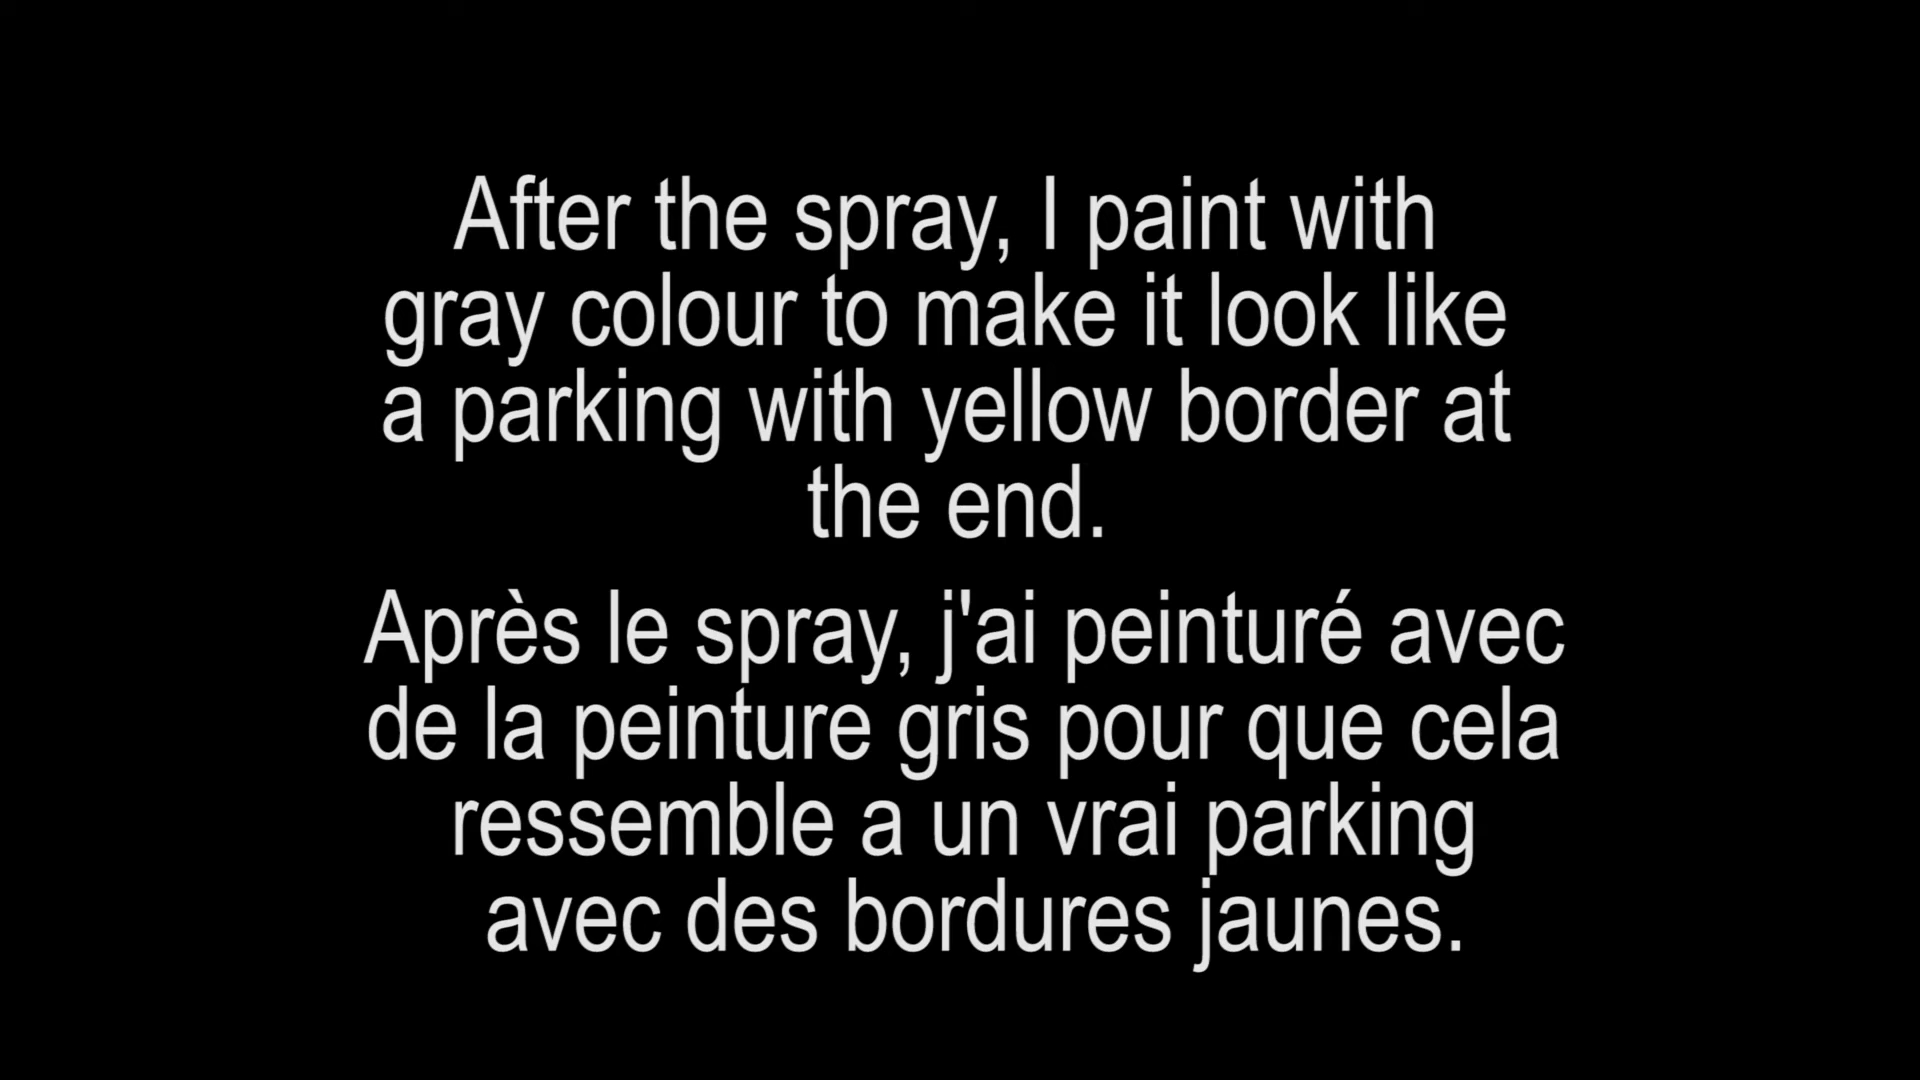 After the spray, I paint with
gray colour to make it look like
a parking with yellow border at
the end.
Après le spray, j'ai peinturé avec
de la peinture gris pour que cela
ressemble a un vrai parking
avec des bordures jaunes.